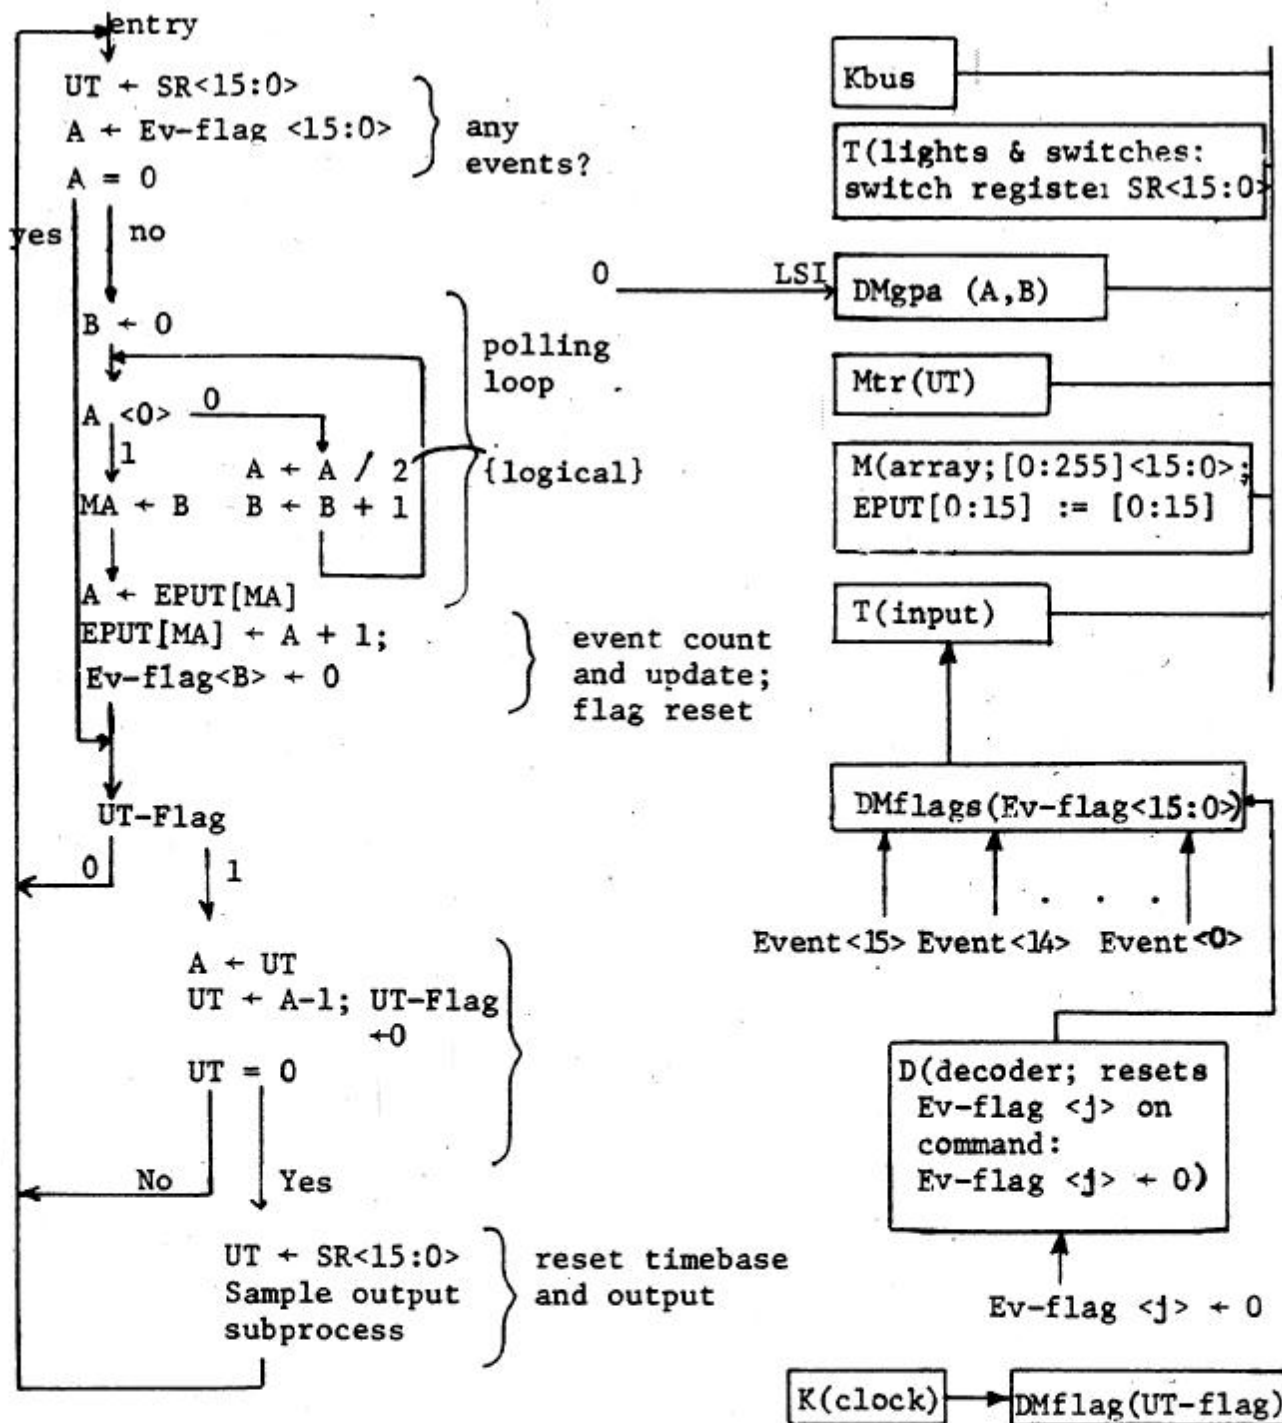 entry
UT ← SR<15:0>
A ← Ev-flag <15:0>
A = 0
any
events?
yes
no
B ← 0
A <0>
0
1
A ← A / 2
MA ← B
B ← B + 1
polling
loop
{logical}
A ← EPUT[MA]
EPUT[MA] ← A + 1;
Ev-flag<B> ← 0
event count
and update;
flag reset
UT-Flag
0
1
A ← UT
UT ← A-1; UT-Flag
←0
UT = 0
No
Yes
UT ← SR<15:0>
Sample output
subprocess
reset timebase
and output
Kbus
T(lights & switches:
switch register SR<15:0>
0
LSI
DMgpa (A,B)
Mtr(UT)
M(array;[0:255]<15:0>;
EPUT[0:15] := [0:15]
T(input)
DMflags(Ev-flag<15:0>)
. . .
Event<15> Event<14> Event<0>
D(decoder; resets
Ev-flag <j> on
command:
Ev-flag <j> ← 0)
Ev-flag <j> ← 0
K(clock)
DMflag(UT-flag)